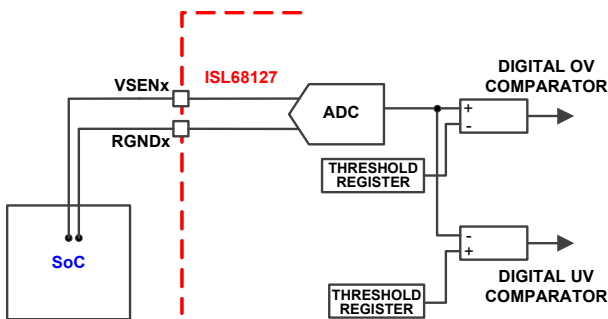 VSENx
ISL68127
RGNDx
ADC
DIGITAL OV
COMPARATOR
+
-
THRESHOLD
REGISTER
SoC
-
+
THRESHOLD
REGISTER
DIGITAL UV
COMPARATOR